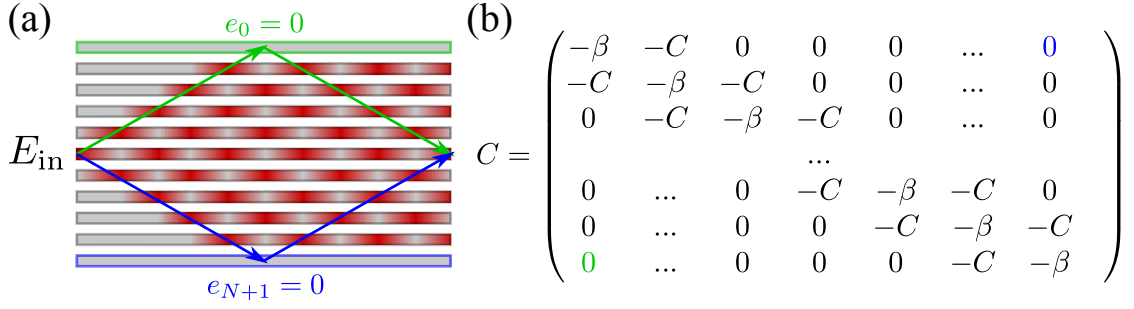 (a)
e₀ = 0
E_in
e_{N+1} = 0
(b)
C =
−β −C 0 0 0 ... 0
−C −β −C 0 0 ... 0
0 −C −β −C 0 ... 0
...
0 ... 0 −C −β −C 0
0 ... 0 0 −C −β −C
0 ... 0 0 0 −C −β